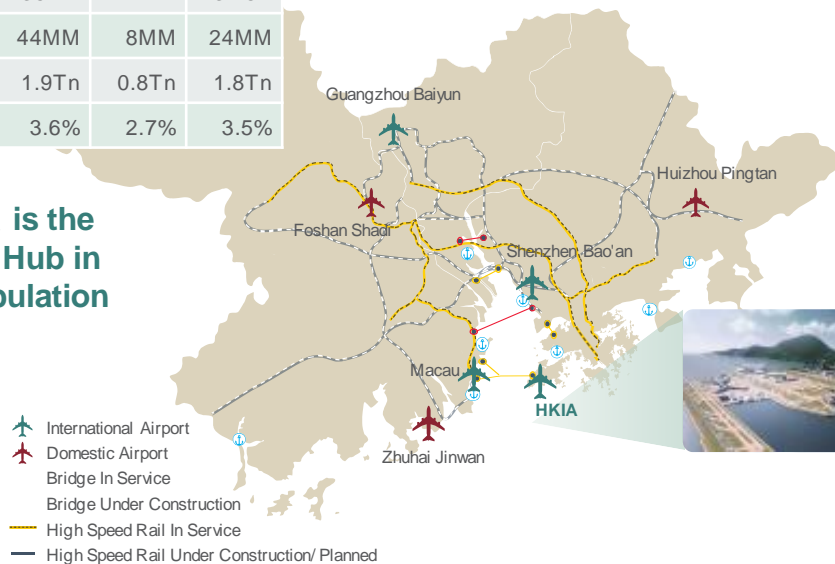 44MM 8MM 24MM
1.9Tn 0.8Tn 1.8Tn
3.6% 2.7% 3.5%
Guangzhou Baiyun
Huizhou Pingtan
is the
Foshan Shadi
Hub in
Shenzhen Bao'an
Macau
HKIA
International Airport
Domestic Airport
Zhuhai Jinwan
Bridge In Service
Bridge Under Construction
High Speed Rail In Service
High Speed Rail Under Construction/ Planned